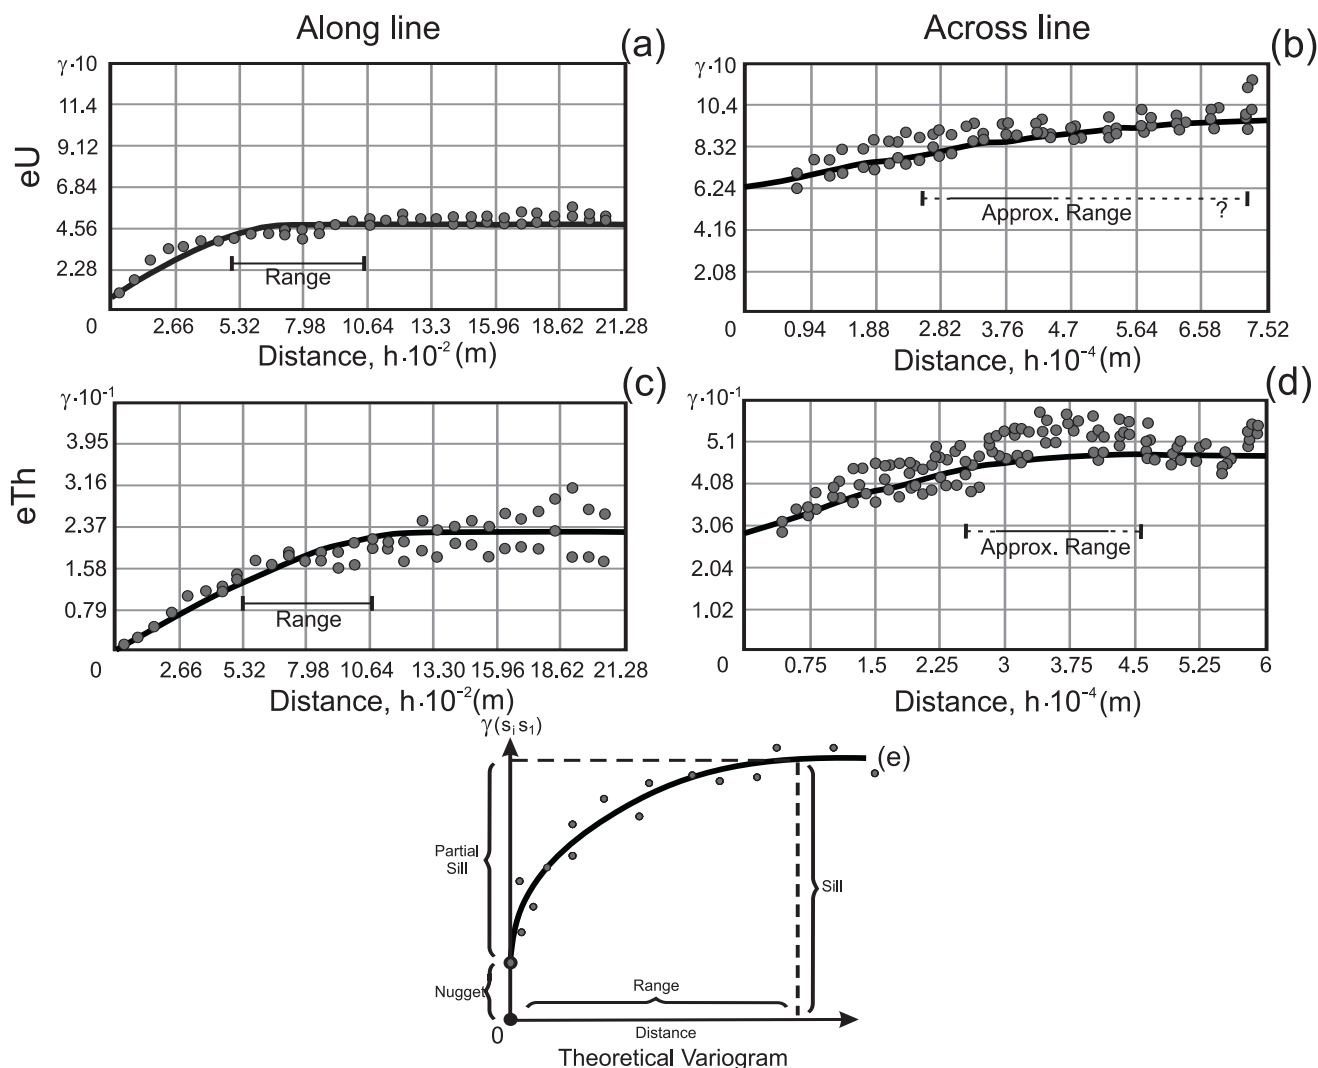 Along line
Across line
(a)
(b)
γ·10
11.4
9.12
6.84
4.56
2.28
0
eU
Range
2.66 5.32 7.98 10.64 13.3 15.96 18.62 21.28
Distance, h·10⁻² (m)
γ·10
10.4
8.32
6.24
4.16
2.08
0
Approx. Range
?
0.94 1.88 2.82 3.76 4.7 5.64 6.58 7.52
Distance, h·10⁻⁴ (m)
(c)
(d)
γ·10⁻¹
3.95
3.16
2.37
1.58
0.79
0
eTh
Range
2.66 5.32 7.98 10.64 13.30 15.96 18.62 21.28
Distance, h·10⁻² (m)
γ·10⁻¹
5.1
4.08
3.06
2.04
1.02
0
Approx. Range
0.75 1.5 2.25 3 3.75 4.5 5.25 6
Distance, h·10⁻⁴ (m)
γ(sᵢ s₁)
(e)
Partial
Sill
Sill
Nugget
Range
0
Distance
Theoretical Variogram